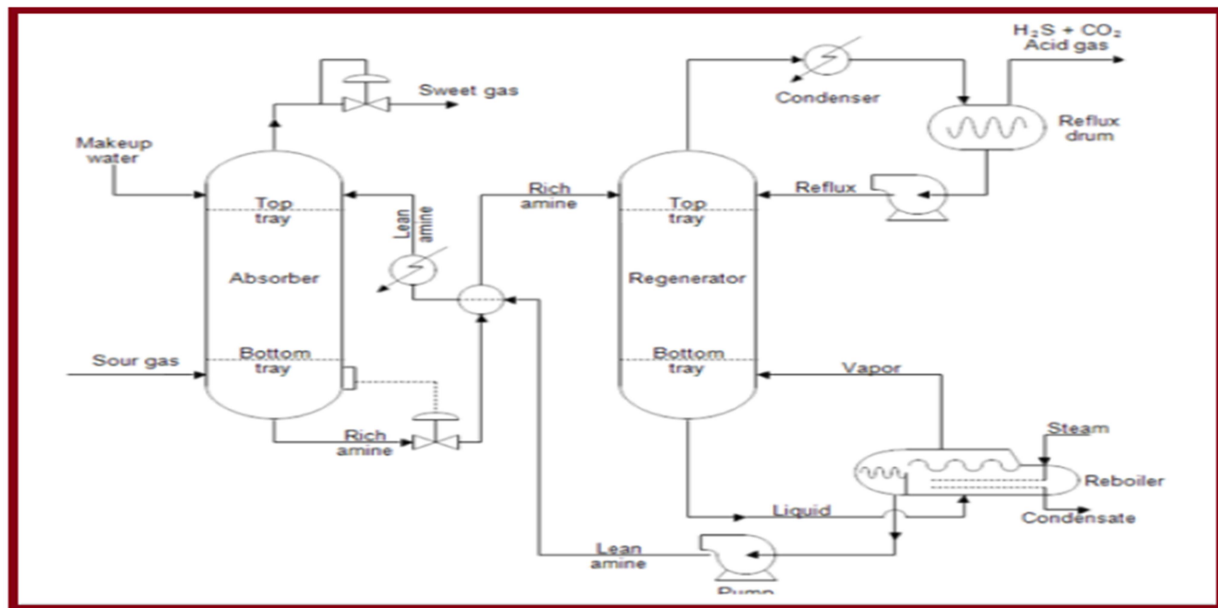 H₂S + CO₂
Acid gas
Sweet gas
Condenser
Reflux
drum
Makeup
water
Rich
amine
Reflux
Top
tray
Lean
amine
Top
tray
Absorber
Regenerator
Sour gas
Bottom
tray
Bottom
tray
Vapor
Rich
amine
Steam
Reboiler
Liquid
Condensate
Lean
amine
Pump